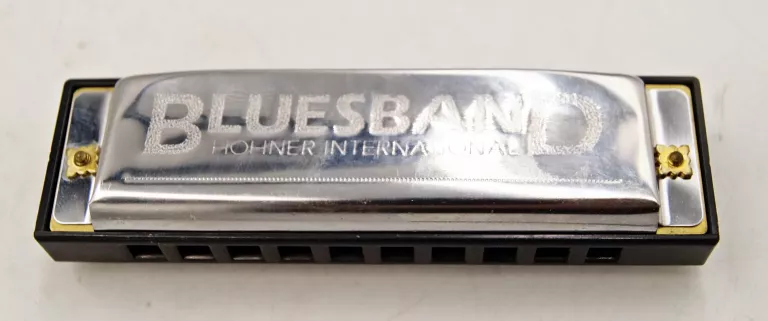 BLUESBAND
HOHNER INTERNATIONAL